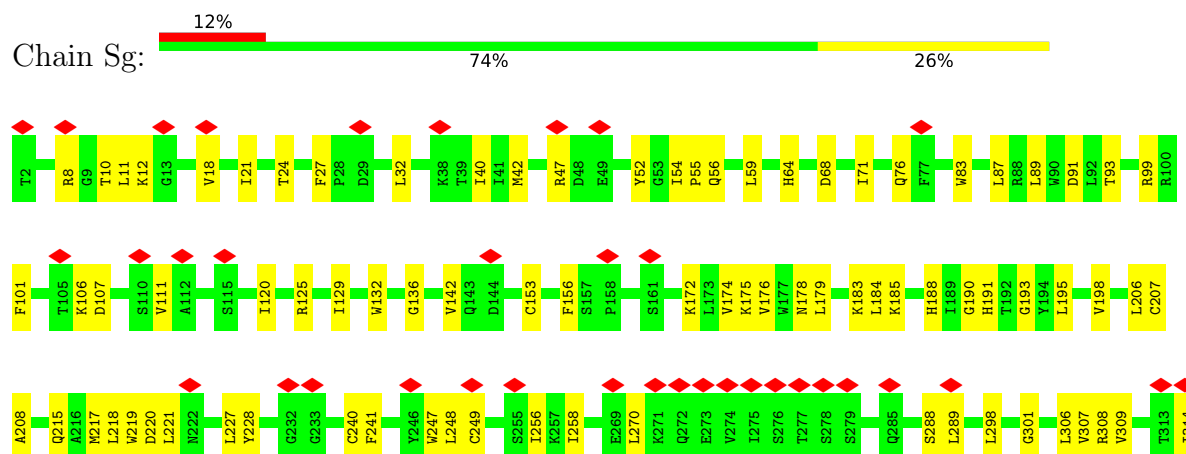 12%
Chain Sg:
74% 26%
T2 R8 G9 T10 L11 K12 G13 V18 I21 T24 F27 P28 D29 L32 K38 T39 I40 I41 M42 R47 D48 E49 Y52 G53 I54 P55 Q56 L59 H64 D68 I71 Q76 F77 W83 L87 R88 L89 W90 D91 L92 T93 R99 R100
F101 T105 K106 D107 S110 V111 A112 S115 I120 R125 I129 W132 G136 V142 Q143 D144 C153 F156 S157 P158 S161 K172 L173 V174 K175 V176 W177 N178 L179 K183 L184 K185 H188 I189 G190 H191 T192 G193 Y194 L195 V198 L206 C207
A208 Q215 A216 M217 L218 W219 D220 L221 N222 L227 Y228 G232 G233 C240 F241 Y246 W247 L248 C249 S255 I256 K257 I258 E269 L270 K271 Q272 E273 V274 I275 S276 T277 S278 S279 Q285 S288 L289 L298 G301 L306 V307 R308 V309 T313